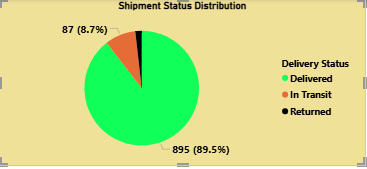 Shipment Status Distribution
87 (8.7%)
Delivery Status
Delivered
In Transit
Returned
895 (89.5%)